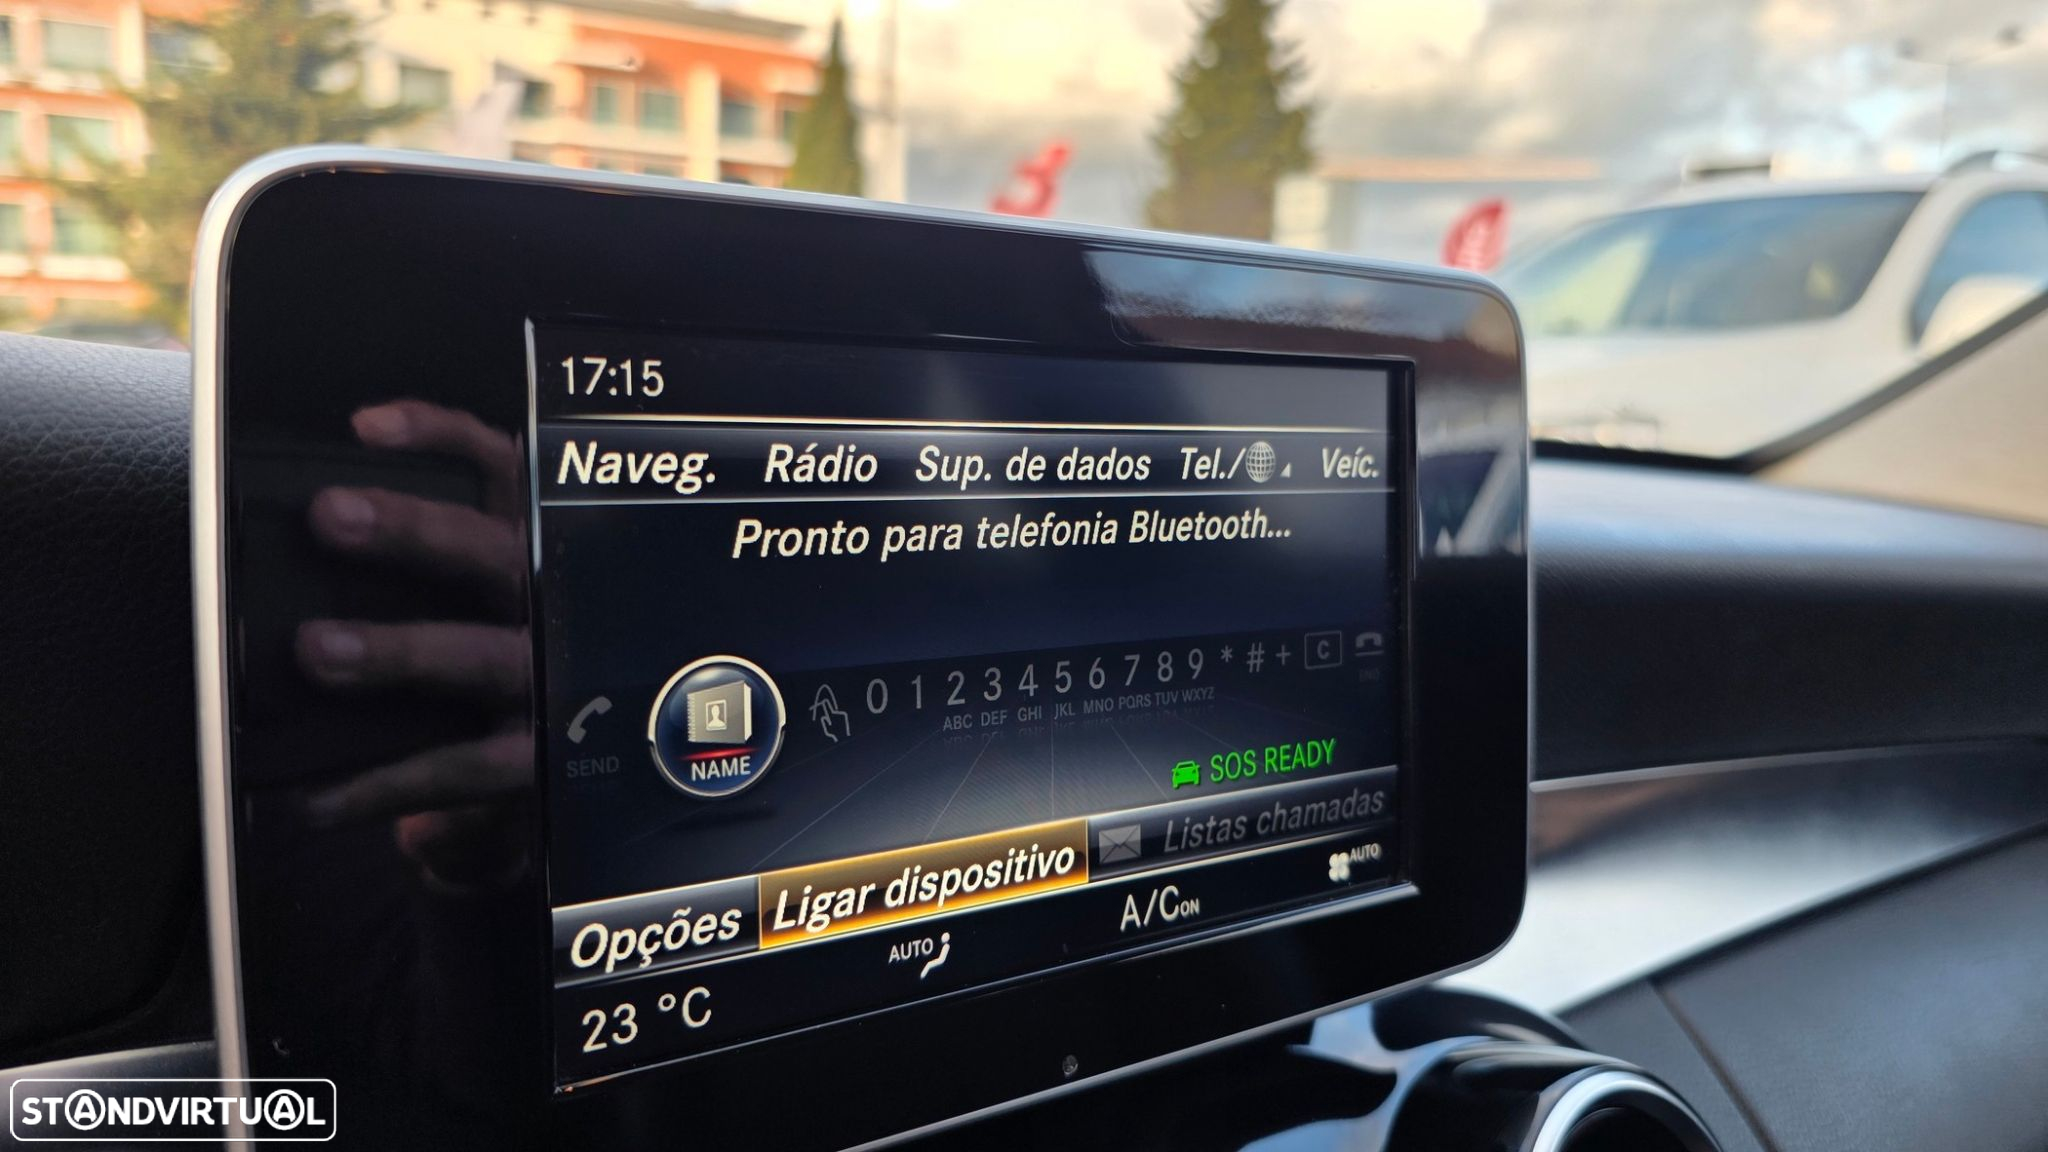 17:15
Naveg. Rádio Sup. de dados Tel./ Veíc.
Pronto para telefonia Bluetooth...
0 1 2 3 4 5 6 7 8 9 * # + C
ABC DEF GHI JKL MNO PQRS TUV WXYZ
SEND NAME END
SOS READY
Opções Ligar dispositivo Listas chamadas
23 °C AUTO A/C ON AUTO
STANDVIRTUAL